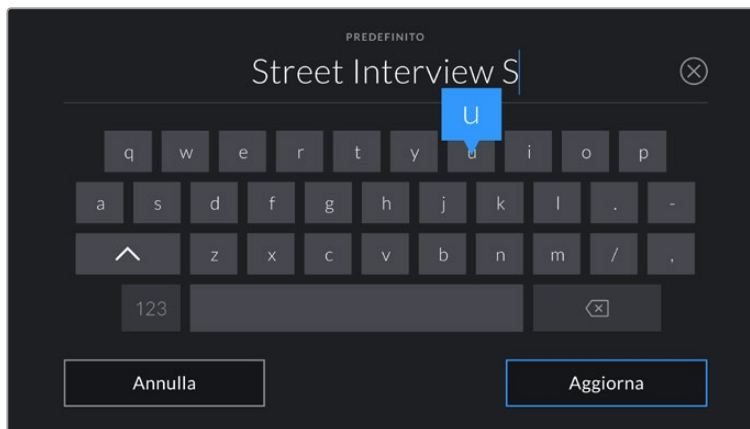 PREDEFINITO
Street Interview S
u
q w e r t y u i o p
a s d f g h j k l . -
z x c v b n m / ,
123
Annulla Aggiorna